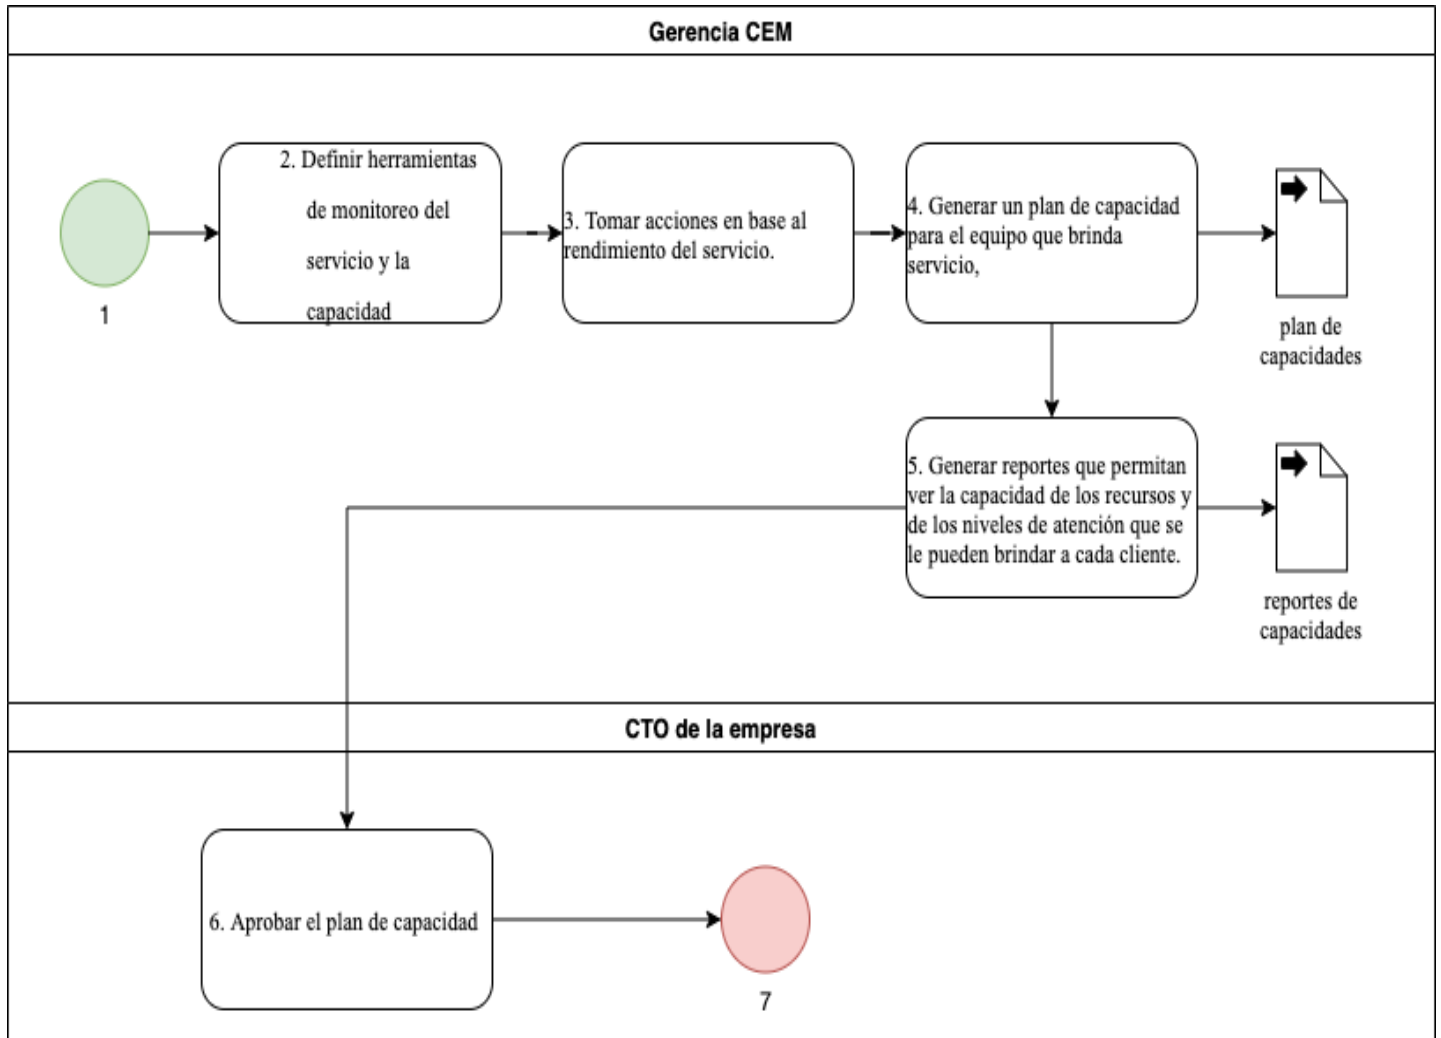 Gerencia CEM
2. Definir herramientas
de monitoreo del
servicio y la
capacidad
1
3. Tomar acciones en base al
rendimiento del servicio.
4. Generar un plan de capacidad
para el equipo que brinda
servicio,
plan de
capacidades
5. Generar reportes que permitan
ver la capacidad de los recursos y
de los niveles de atención que se
le pueden brindar a cada cliente.
reportes de
capacidades
CTO de la empresa
6. Aprobar el plan de capacidad
7